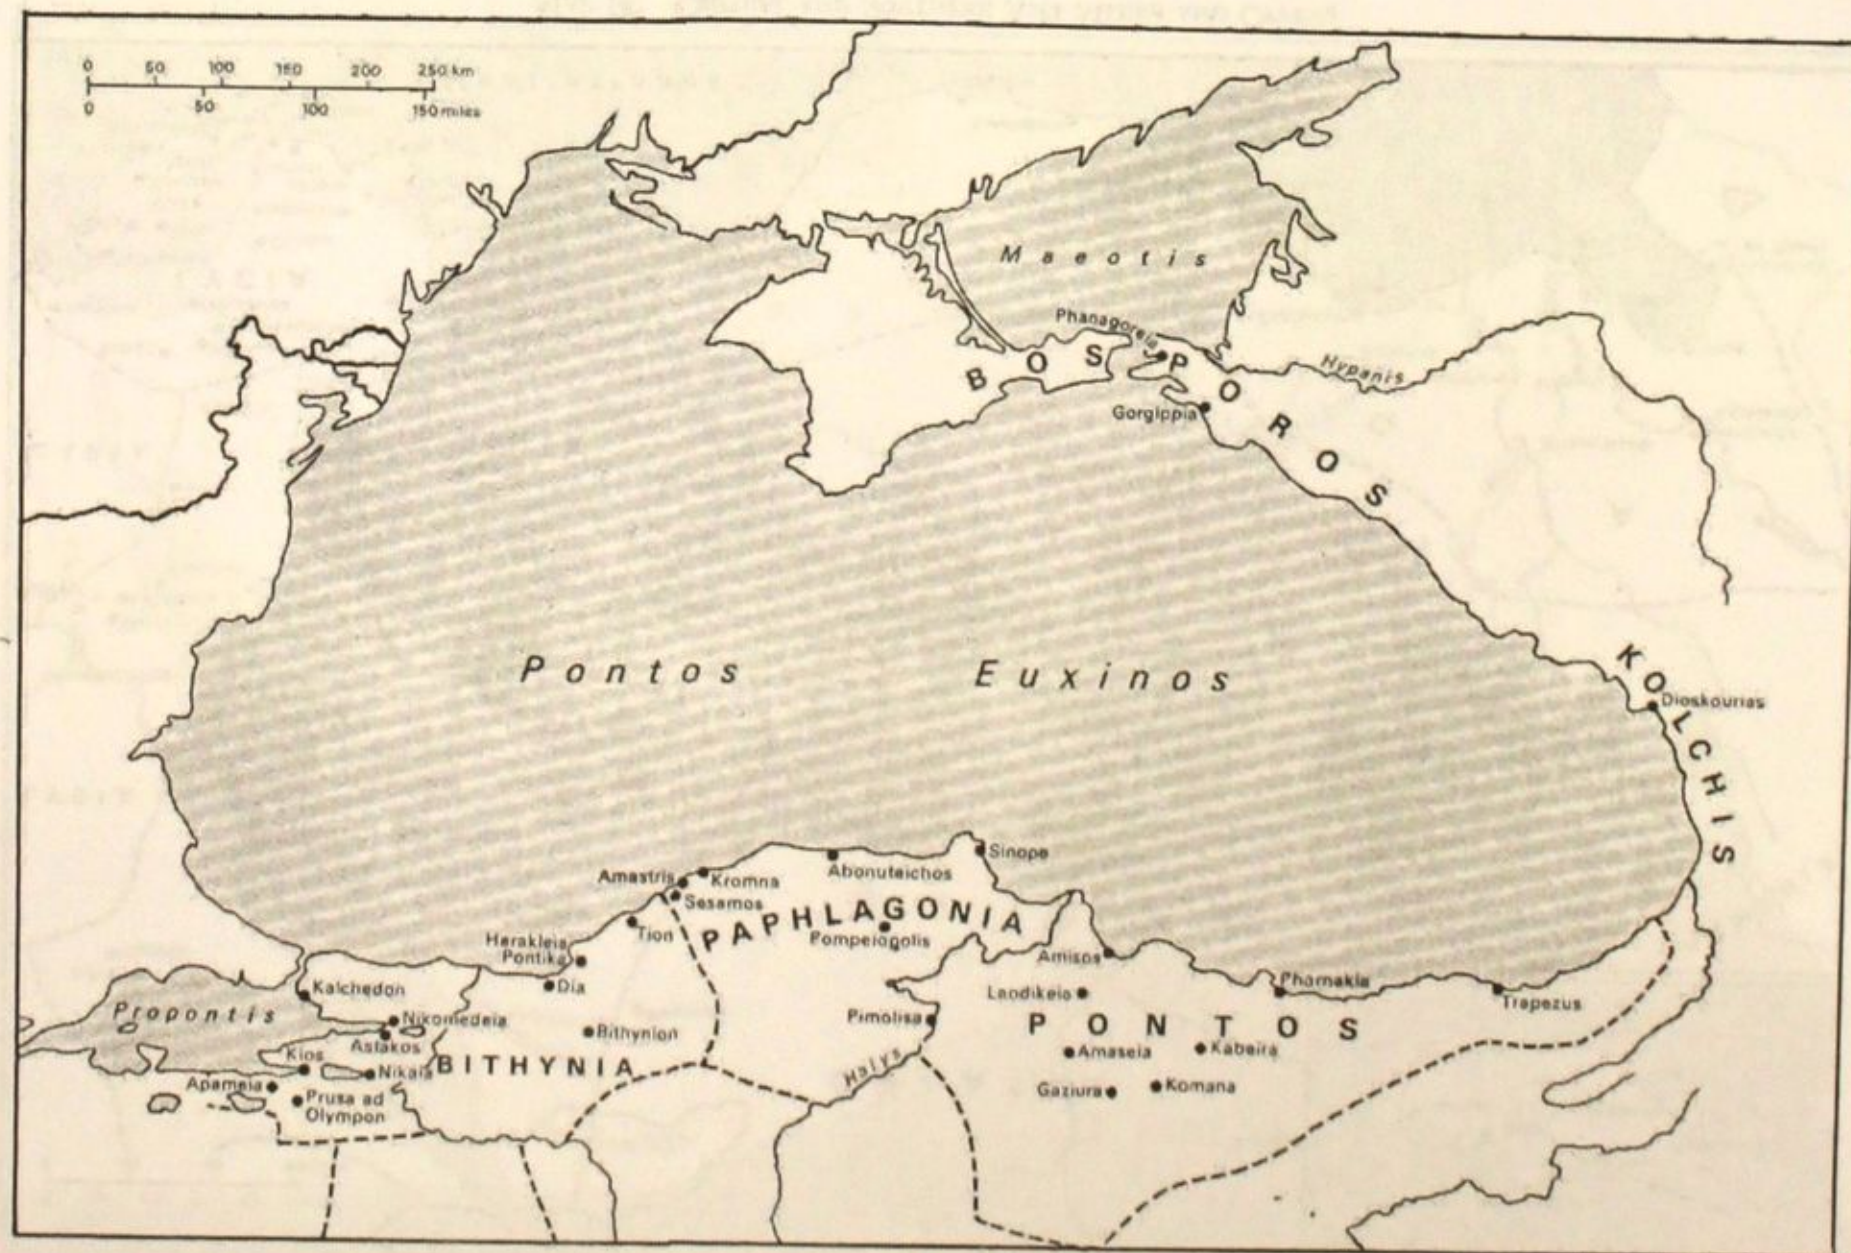 0 50 100 150 200 250 km
0 50 100 150 miles
Maeotis
Phanagoreia
BOSPOROS
Hypanis
Gorgippia
Pontos Euxinos
KOLCHIS
Dioskourias
Sinope
Abonuteichos
Amastris
Kromna
Sesamos
PAPHLAGONIA
Pompeiopolis
Tion
Herakleia
Pontika
Dia
Amisos
Pharnakia
Trapezus
Laodikeia
Kalchedon
Propontis
Nikomedeia
Astakos
Bithynion
Pimolisa
PONTOS
Kios
Nikaia
BITHYNIA
Halys
Amaseia
Kabeira
Apameia
Prusa ad
Olympon
Gaziura
Komana